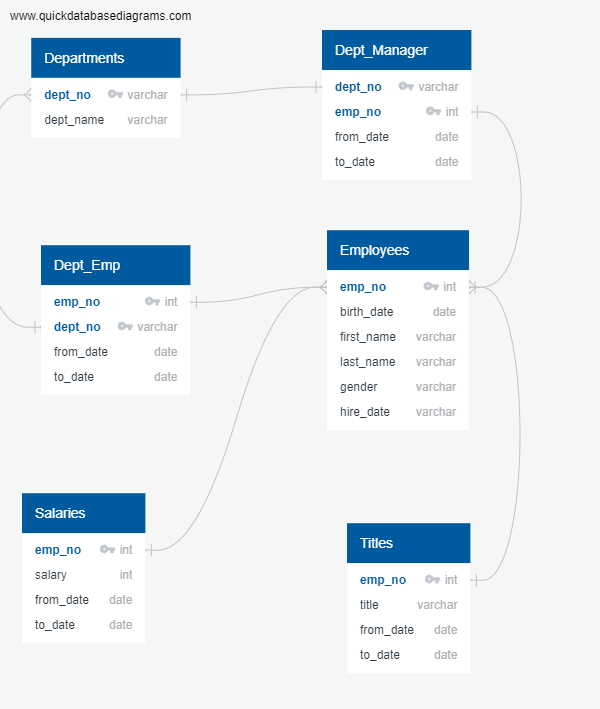 www.quickdatabasediagrams.com
Departments
dept_no varchar
dept_name varchar
Dept_Manager
dept_no varchar
emp_no int
from_date date
to_date date
Dept_Emp
emp_no int
dept_no varchar
from_date date
to_date date
Employees
emp_no int
birth_date date
first_name varchar
last_name varchar
gender varchar
hire_date varchar
Salaries
emp_no int
salary int
from_date date
to_date date
Titles
emp_no int
title varchar
from_date date
to_date date